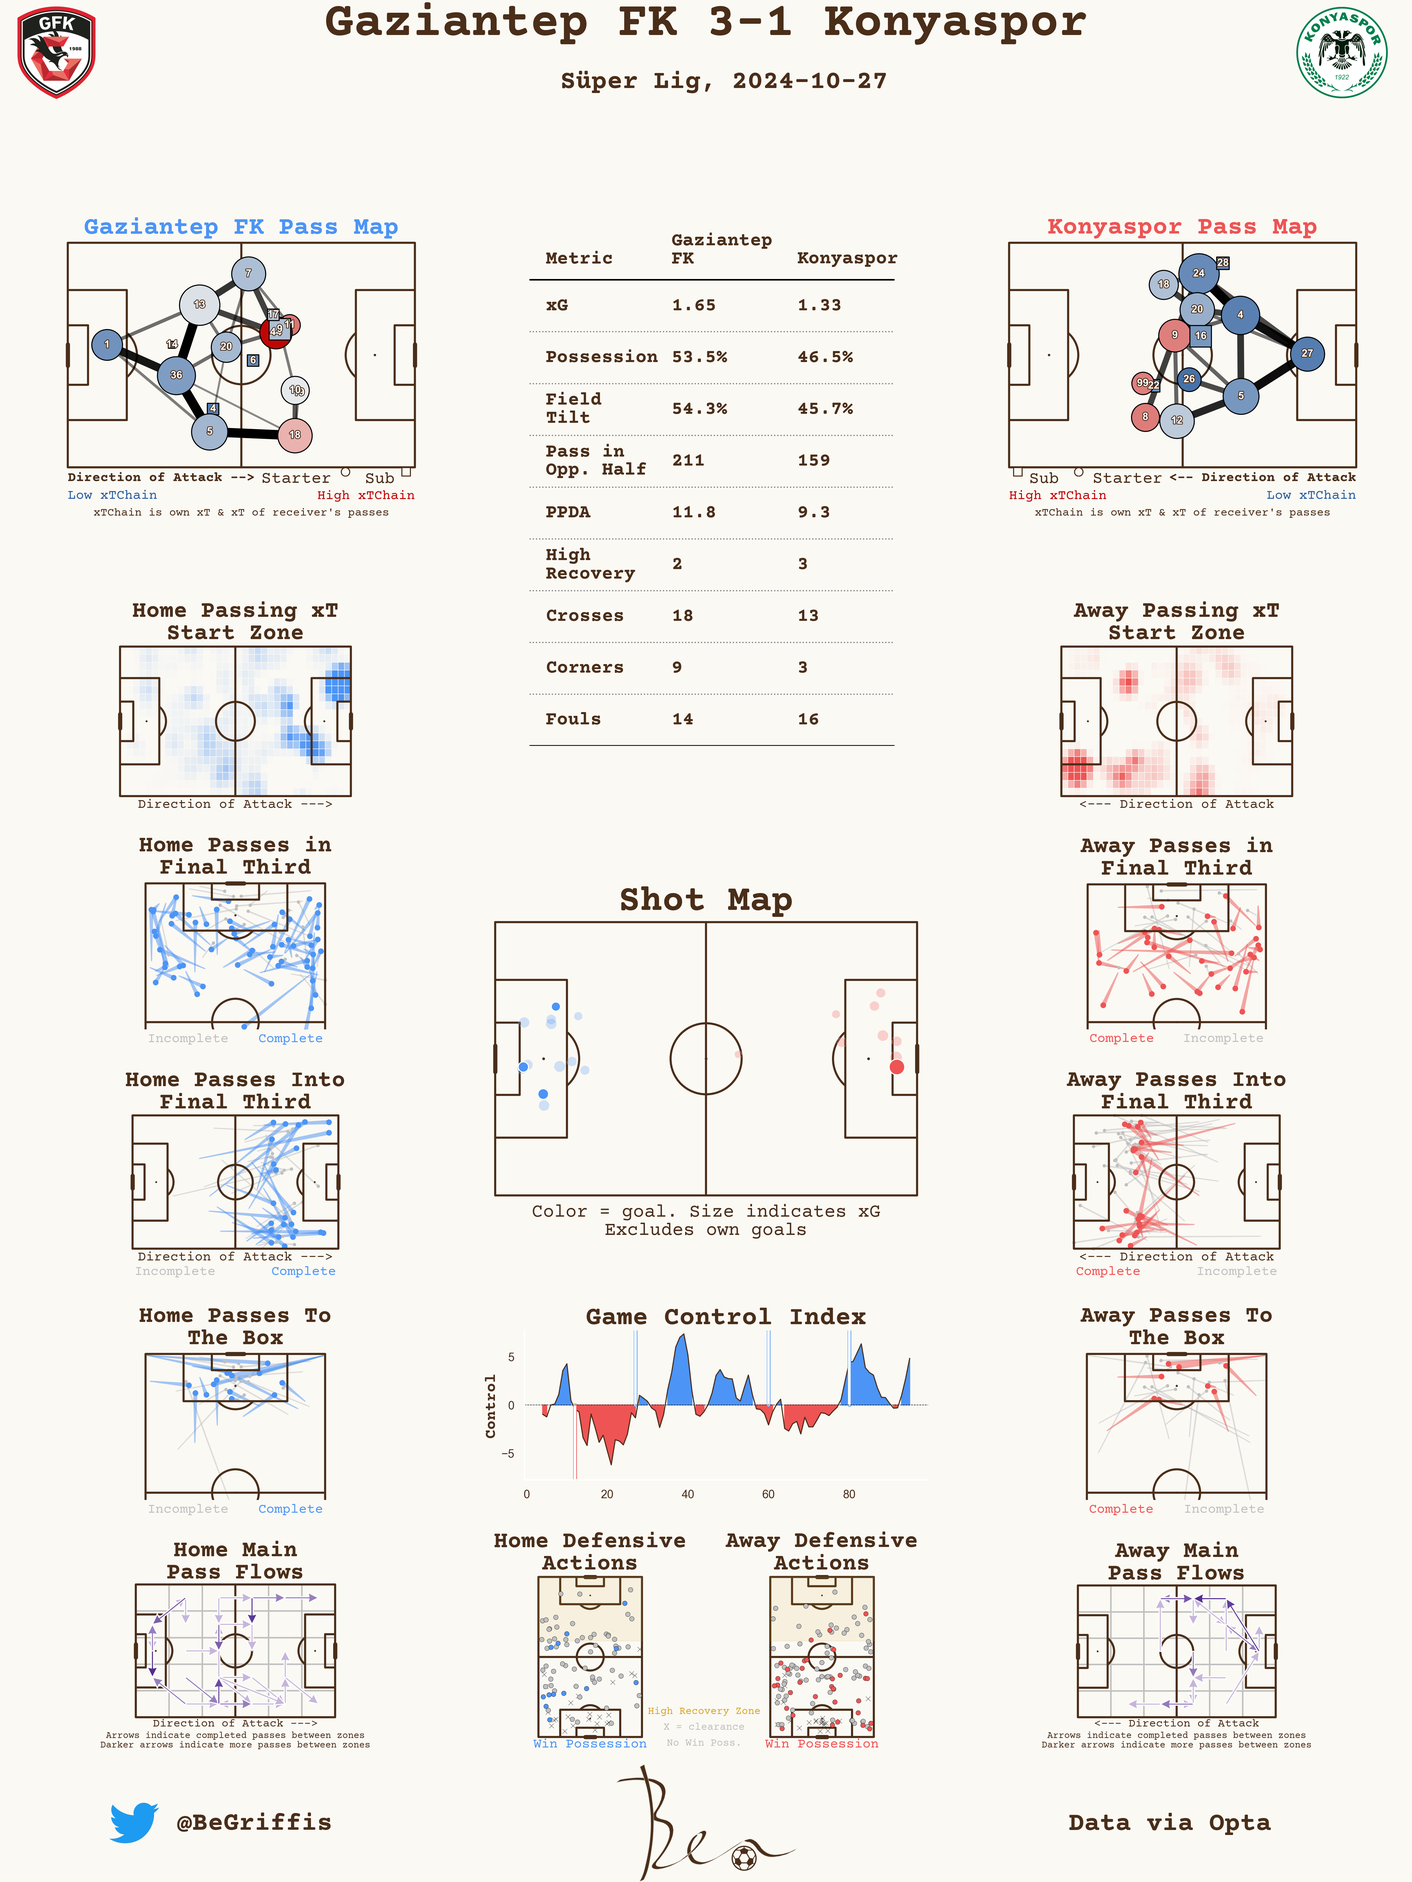 Gaziantep FK 3-1 Konyaspor
Süper Lig, 2024-10-27
GFK
1988
KONYASPOR
1922
Gaziantep FK Pass Map
7
13
17
11
9
1
14
20
6
36
10
4
5
18
Direction of Attack --> Starter Sub
Low xTChain High xTChain
xTChain is own xT & xT of receiver's passes
Metric Gaziantep FK Konyaspor
xG 1.65 1.33
Possession 53.5% 46.5%
Field Tilt 54.3% 45.7%
Pass in Opp. Half 211 159
PPDA 11.8 9.3
High Recovery 2 3
Crosses 18 13
Corners 9 3
Fouls 14 16
Konyaspor Pass Map
28
24
18
20
4
9
16
27
99
22
26
5
8
12
Sub Starter <-- Direction of Attack
High xTChain Low xTChain
xTChain is own xT & xT of receiver's passes
Home Passing xT
Start Zone
Direction of Attack --->
Away Passing xT
Start Zone
<--- Direction of Attack
Home Passes in
Final Third
Incomplete Complete
Away Passes in
Final Third
Complete Incomplete
Shot Map
Color = goal. Size indicates xG
Excludes own goals
Home Passes Into
Final Third
Direction of Attack --->
Incomplete Complete
Away Passes Into
Final Third
<--- Direction of Attack
Complete Incomplete
Home Passes To
The Box
Incomplete Complete
Game Control Index
Control
5
0
−5
0 20 40 60 80
Away Passes To
The Box
Complete Incomplete
Home Main
Pass Flows
Direction of Attack --->
Arrows indicate completed passes between zones
Darker arrows indicate more passes between zones
Home Defensive
Actions
Win Possession
High Recovery Zone
X = clearance
No Win Poss.
Away Defensive
Actions
Win Possession
Away Main
Pass Flows
<--- Direction of Attack
Arrows indicate completed passes between zones
Darker arrows indicate more passes between zones
@BeGriffis
Ben
Data via Opta